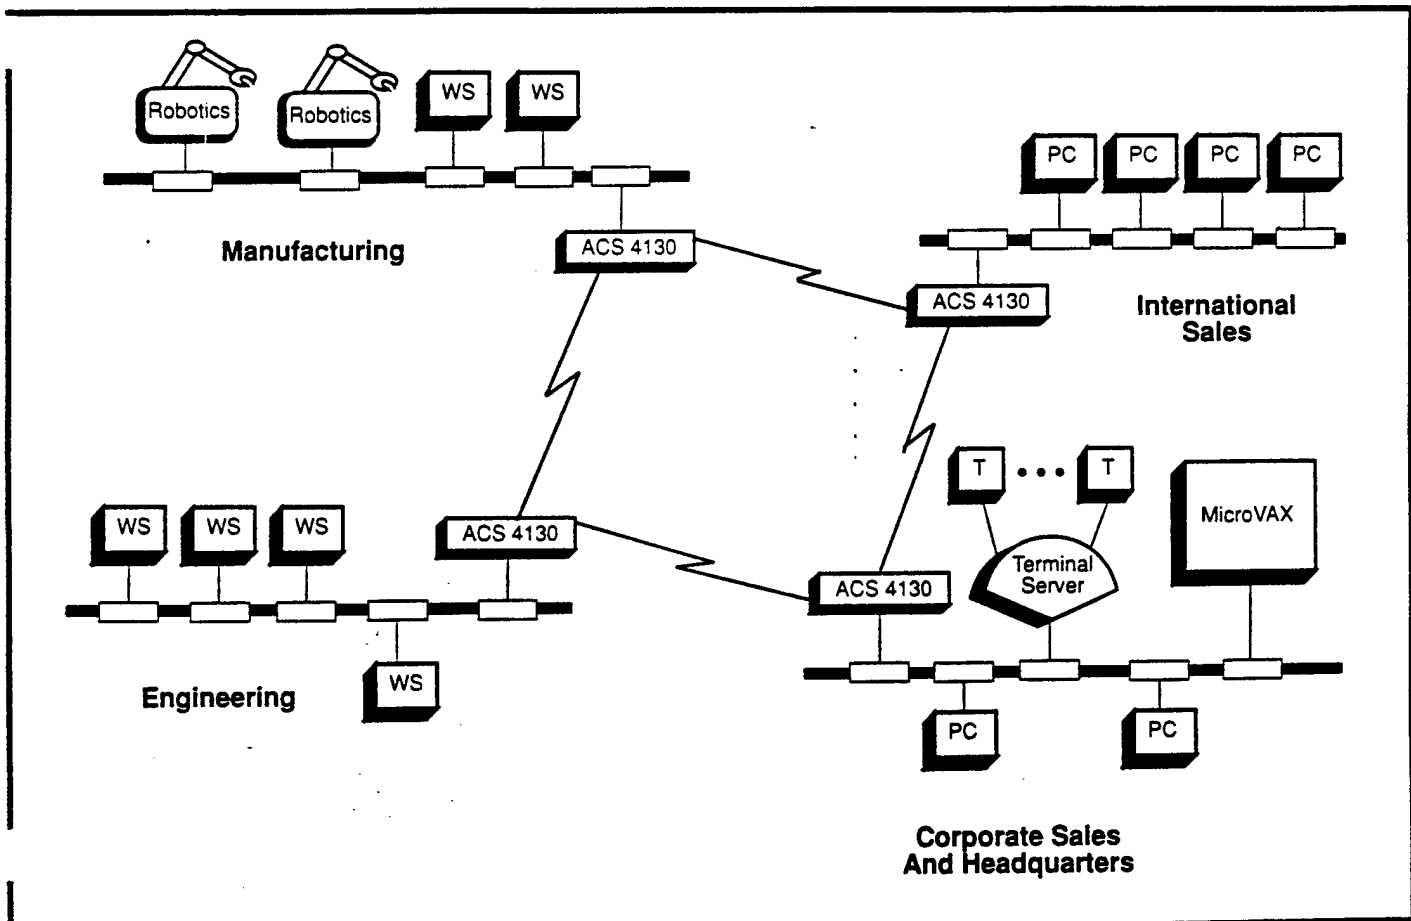 Robotics
Robotics
WS
WS
PC
PC
PC
PC
Manufacturing
ACS 4130
ACS 4130
International
Sales
T
T
MicroVAX
WS
WS
WS
ACS 4130
Terminal
Server
ACS 4130
Engineering
WS
PC
PC
Corporate Sales
And Headquarters